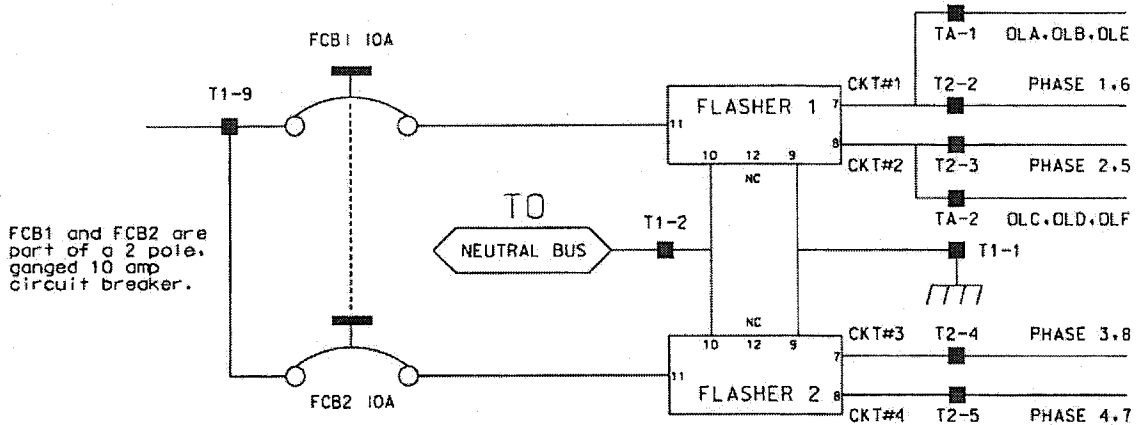 TA-1 OLA.OLB.OLE
FCB1 10A
T1-9
CKT#1 T2-2 PHASE 1.6
FLASHER 1
7
11
8
10 12 9
NC
CKT#2 T2-3 PHASE 2.5
TA-2 OLC.OLD.OLF
TO
NEUTRAL BUS
T1-2
T1-1
FCB1 and FCB2 are
part of a 2 pole.
ganged 10 amp
circuit breaker.
NC
10 12 9
CKT#3 T2-4 PHASE 3.8
7
11
FLASHER 2
8
FCB2 10A
CKT#4 T2-5 PHASE 4.7